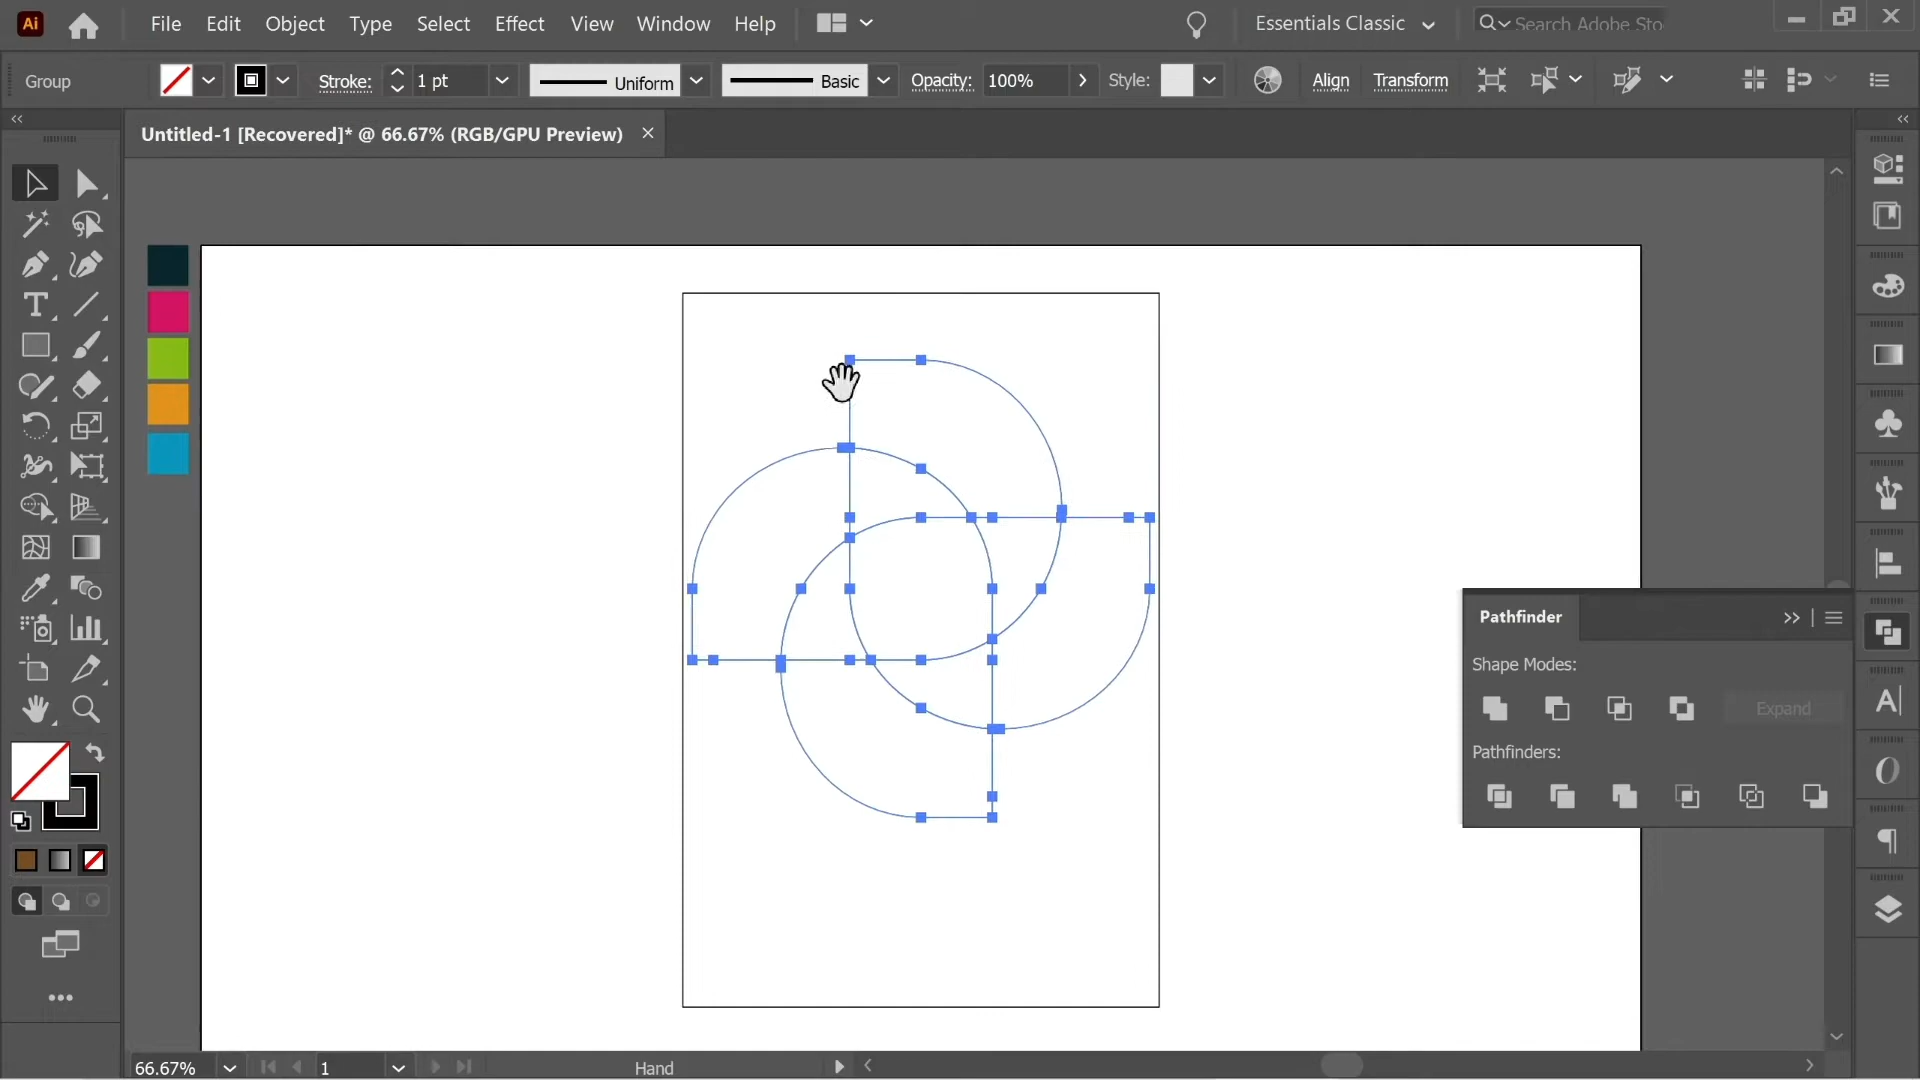 Ai File Edit Object Type Select Effect View Window Help Essentials Classic Search Adobe Sto
Group Stroke: 1 pt Uniform Basic Opacity: 100% Style: Align Transform
Untitled-1 [Recovered]* @ 66.67% (RGB/GPU Preview)
Pathfinder
Shape Modes:
Expand
Pathfinders:
66.67% 1 Hand